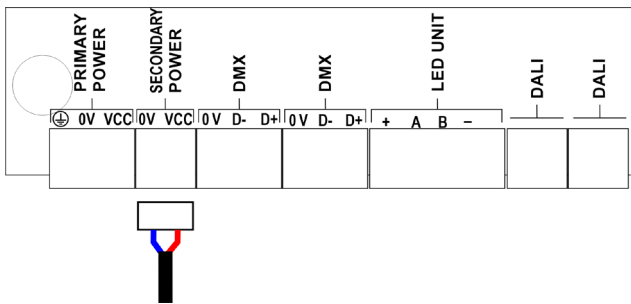 PRIMARY
POWER
SECONDARY
POWER
DMX
DMX
LED UNIT
DALI
DALI
0V VCC 0V VCC 0V D- D+ 0V D- D+ + A B -